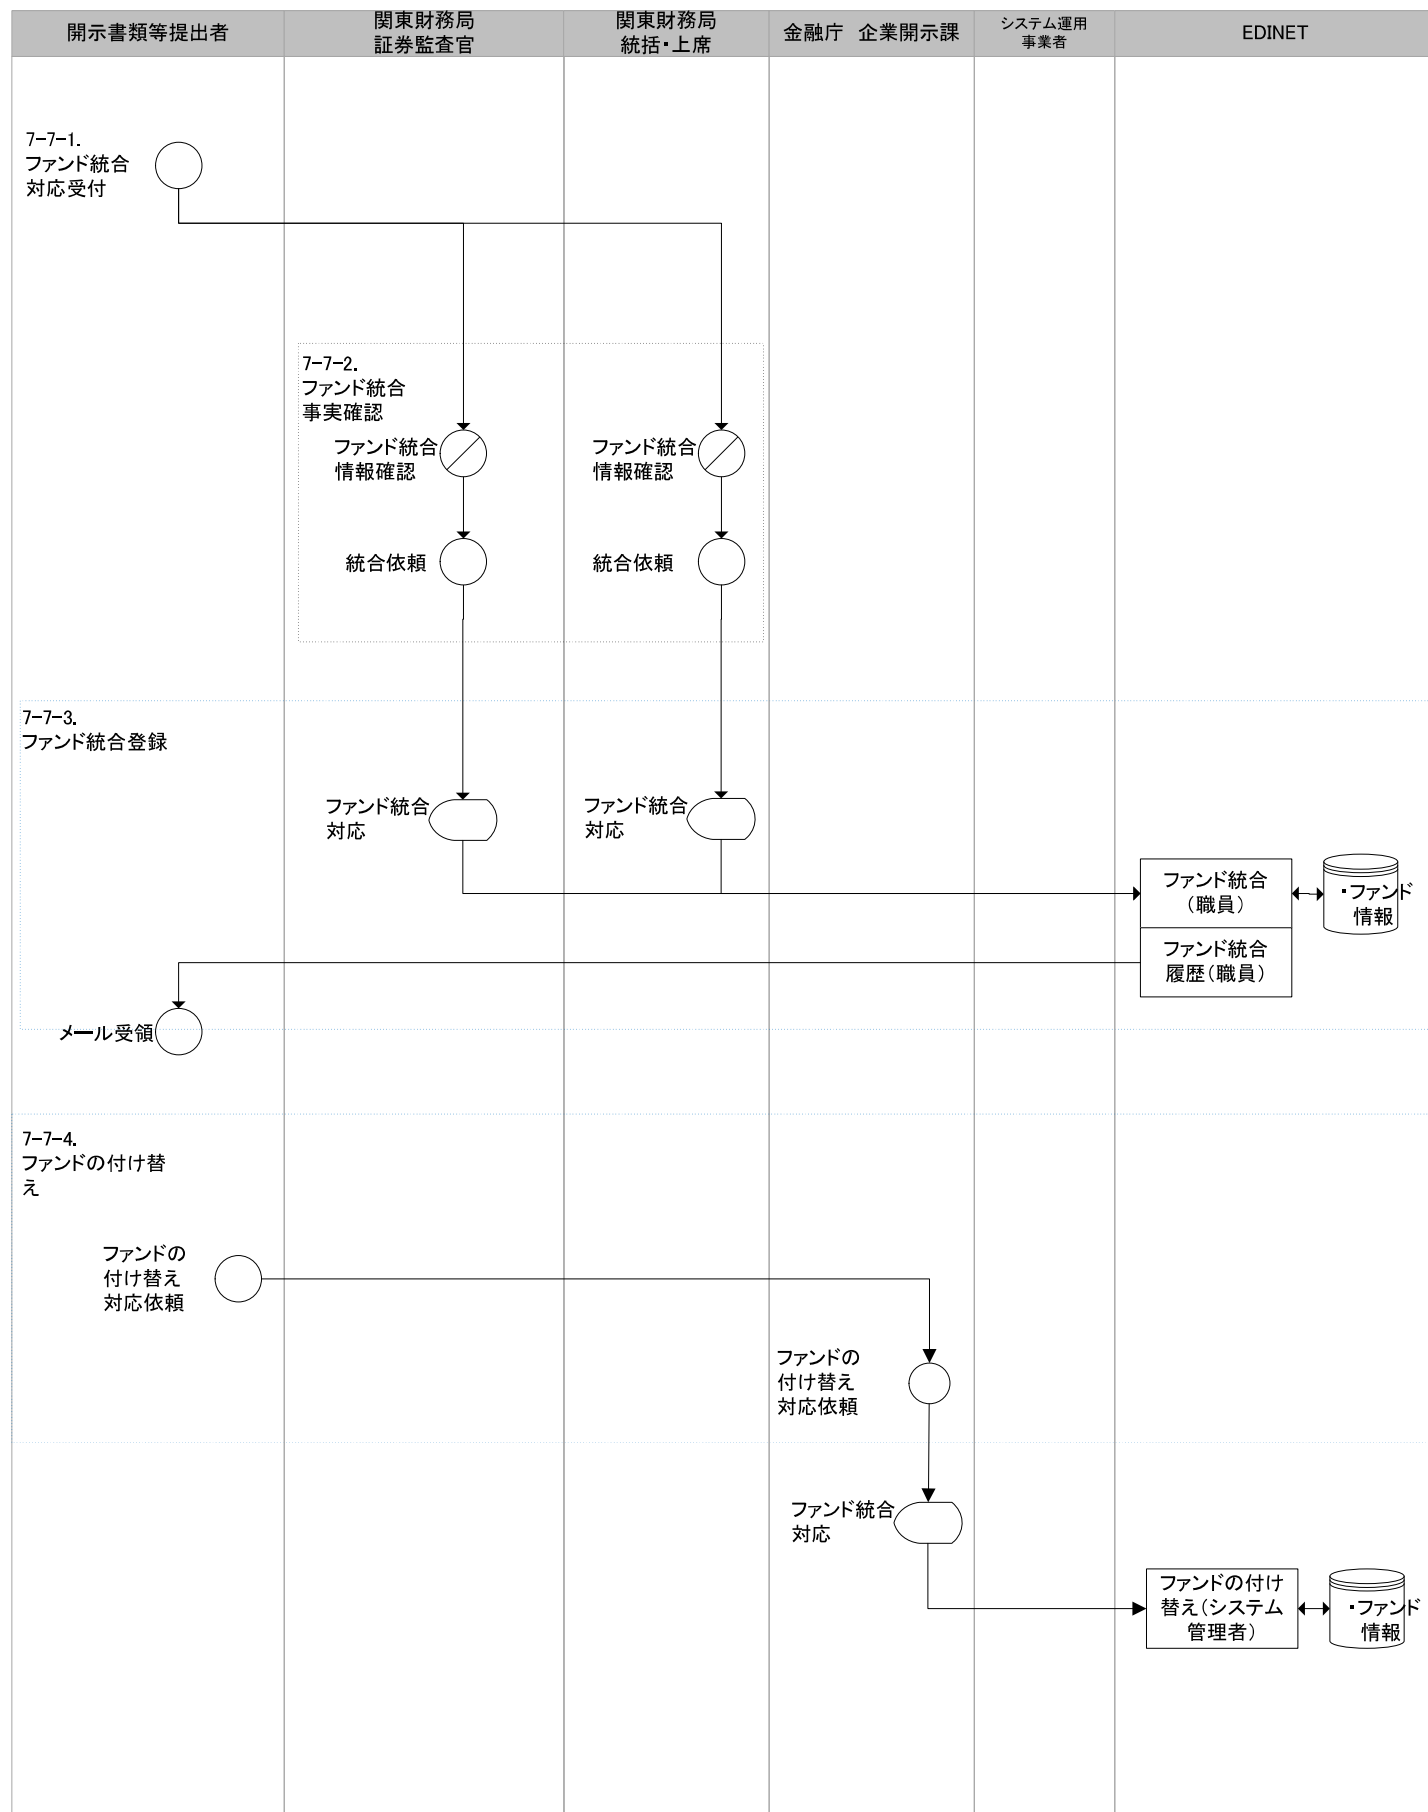 開示書類等提出者
関東財務局
証券監査官
関東財務局
統括・上席
金融庁　企業開示課
システム運用
事業者
EDINET
7-7-1.
ファンド統合
対応受付
7-7-2.
ファンド統合
事実確認
ファンド統合
情報確認
ファンド統合
情報確認
統合依頼
統合依頼
7-7-3.
ファンド統合登録
ファンド統合
対応
ファンド統合
対応
ファンド統合
（職員）
・ファンド
情報
ファンド統合
履歴（職員）
メール受領
7-7-4.
ファンドの付け替
え
ファンドの
付け替え
対応依頼
ファンドの
付け替え
対応依頼
ファンド統合
対応
ファンドの付け
替え（システム
管理者）
・ファンド
情報